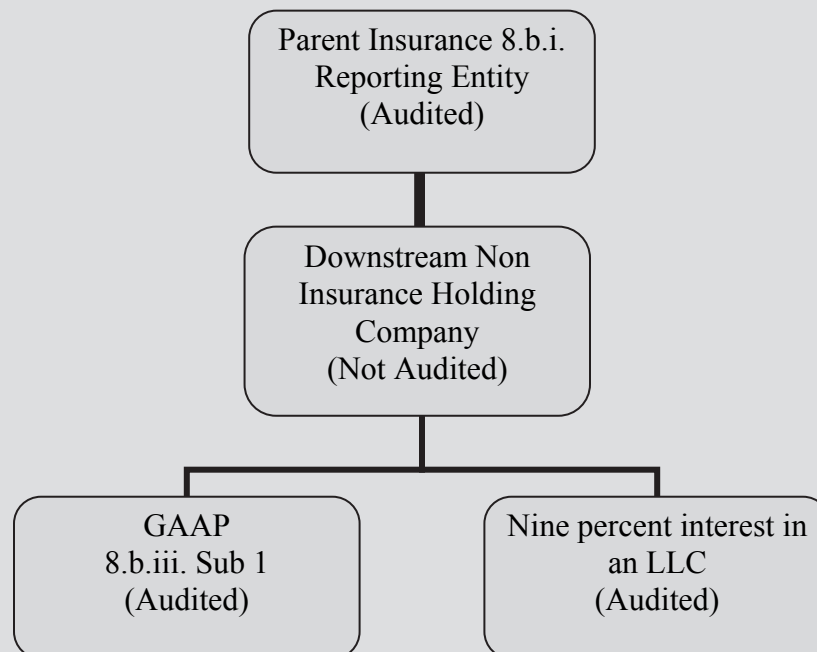 Parent Insurance 8.b.i.
Reporting Entity
(Audited)
Downstream Non
Insurance Holding
Company
(Not Audited)
GAAP
8.b.iii. Sub 1
(Audited)
Nine percent interest in
an LLC
(Audited)